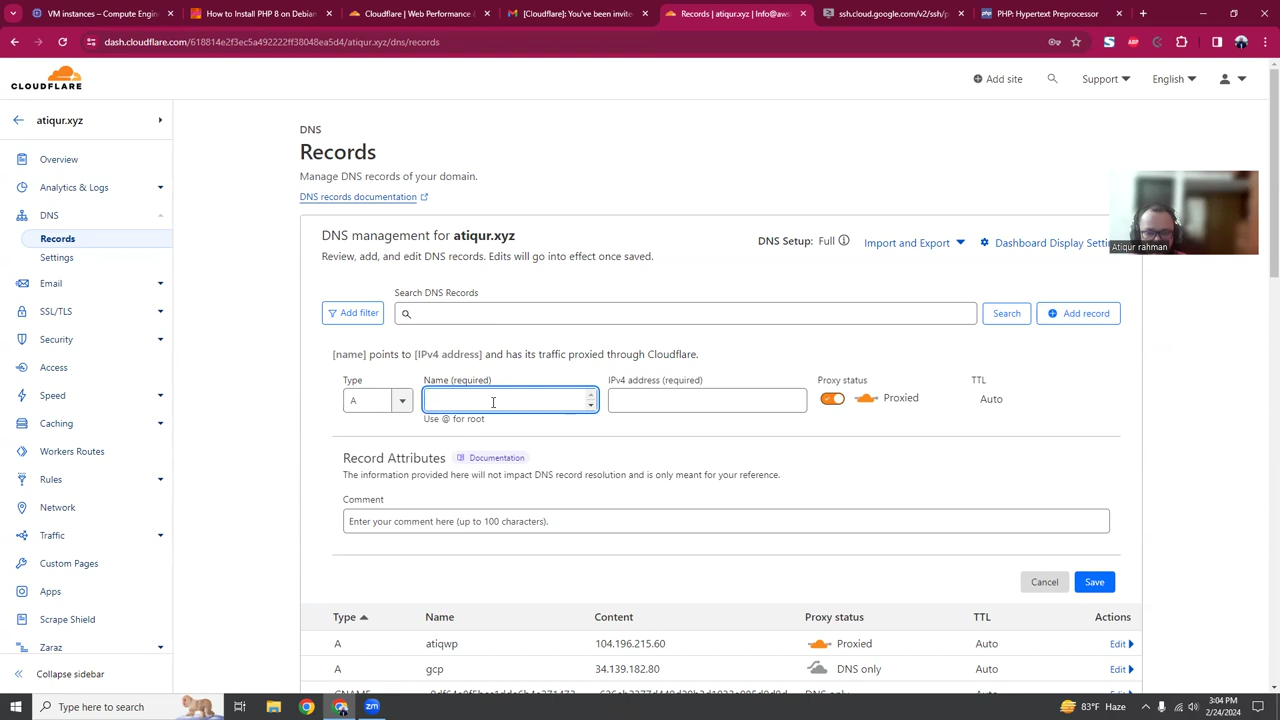 VM instances – Compute Engine
How to Install PHP 8 on Debian
Cloudflare | Web Performance
[Cloudflare]: You've been invite
Records | atiqur.xyz | Info@aws
ssh.cloud.google.com/v2/ssh/p
PHP: Hypertext Preprocessor
dash.cloudflare.com/618814e2f3ec5a492222ff38048ea5d4/atiqur.xyz/dns/records
CLOUDFLARE
Add site
Support
English
atiqur.xyz
Overview
Analytics & Logs
DNS
Records
Settings
Email
SSL/TLS
Security
Access
Speed
Caching
Workers Routes
Rules
Network
Traffic
Custom Pages
Apps
Scrape Shield
Zaraz
Collapse sidebar
DNS
Records
Manage DNS records of your domain.
DNS records documentation
DNS management for atiqur.xyz
Review, add, and edit DNS records. Edits will go into effect once saved.
DNS Setup: Full
Import and Export
Dashboard Display Settin
Atiqur rahman
Search DNS Records
Add filter
Search
Add record
[name] points to [IPv4 address] and has its traffic proxied through Cloudflare.
Type Name (required) IPv4 address (required) Proxy status TTL
A Proxied Auto
Use @ for root
Record Attributes Documentation
The information provided here will not impact DNS record resolution and is only meant for your reference.
Comment
Enter your comment here (up to 100 characters).
Cancel Save
Type Name Content Proxy status TTL Actions
A atiqwp 104.196.215.60 Proxied Auto Edit
A gcp 34.139.182.80 DNS only Auto Edit
Type here to search
zm
83°F Haze
3:04 PM
2/24/2024